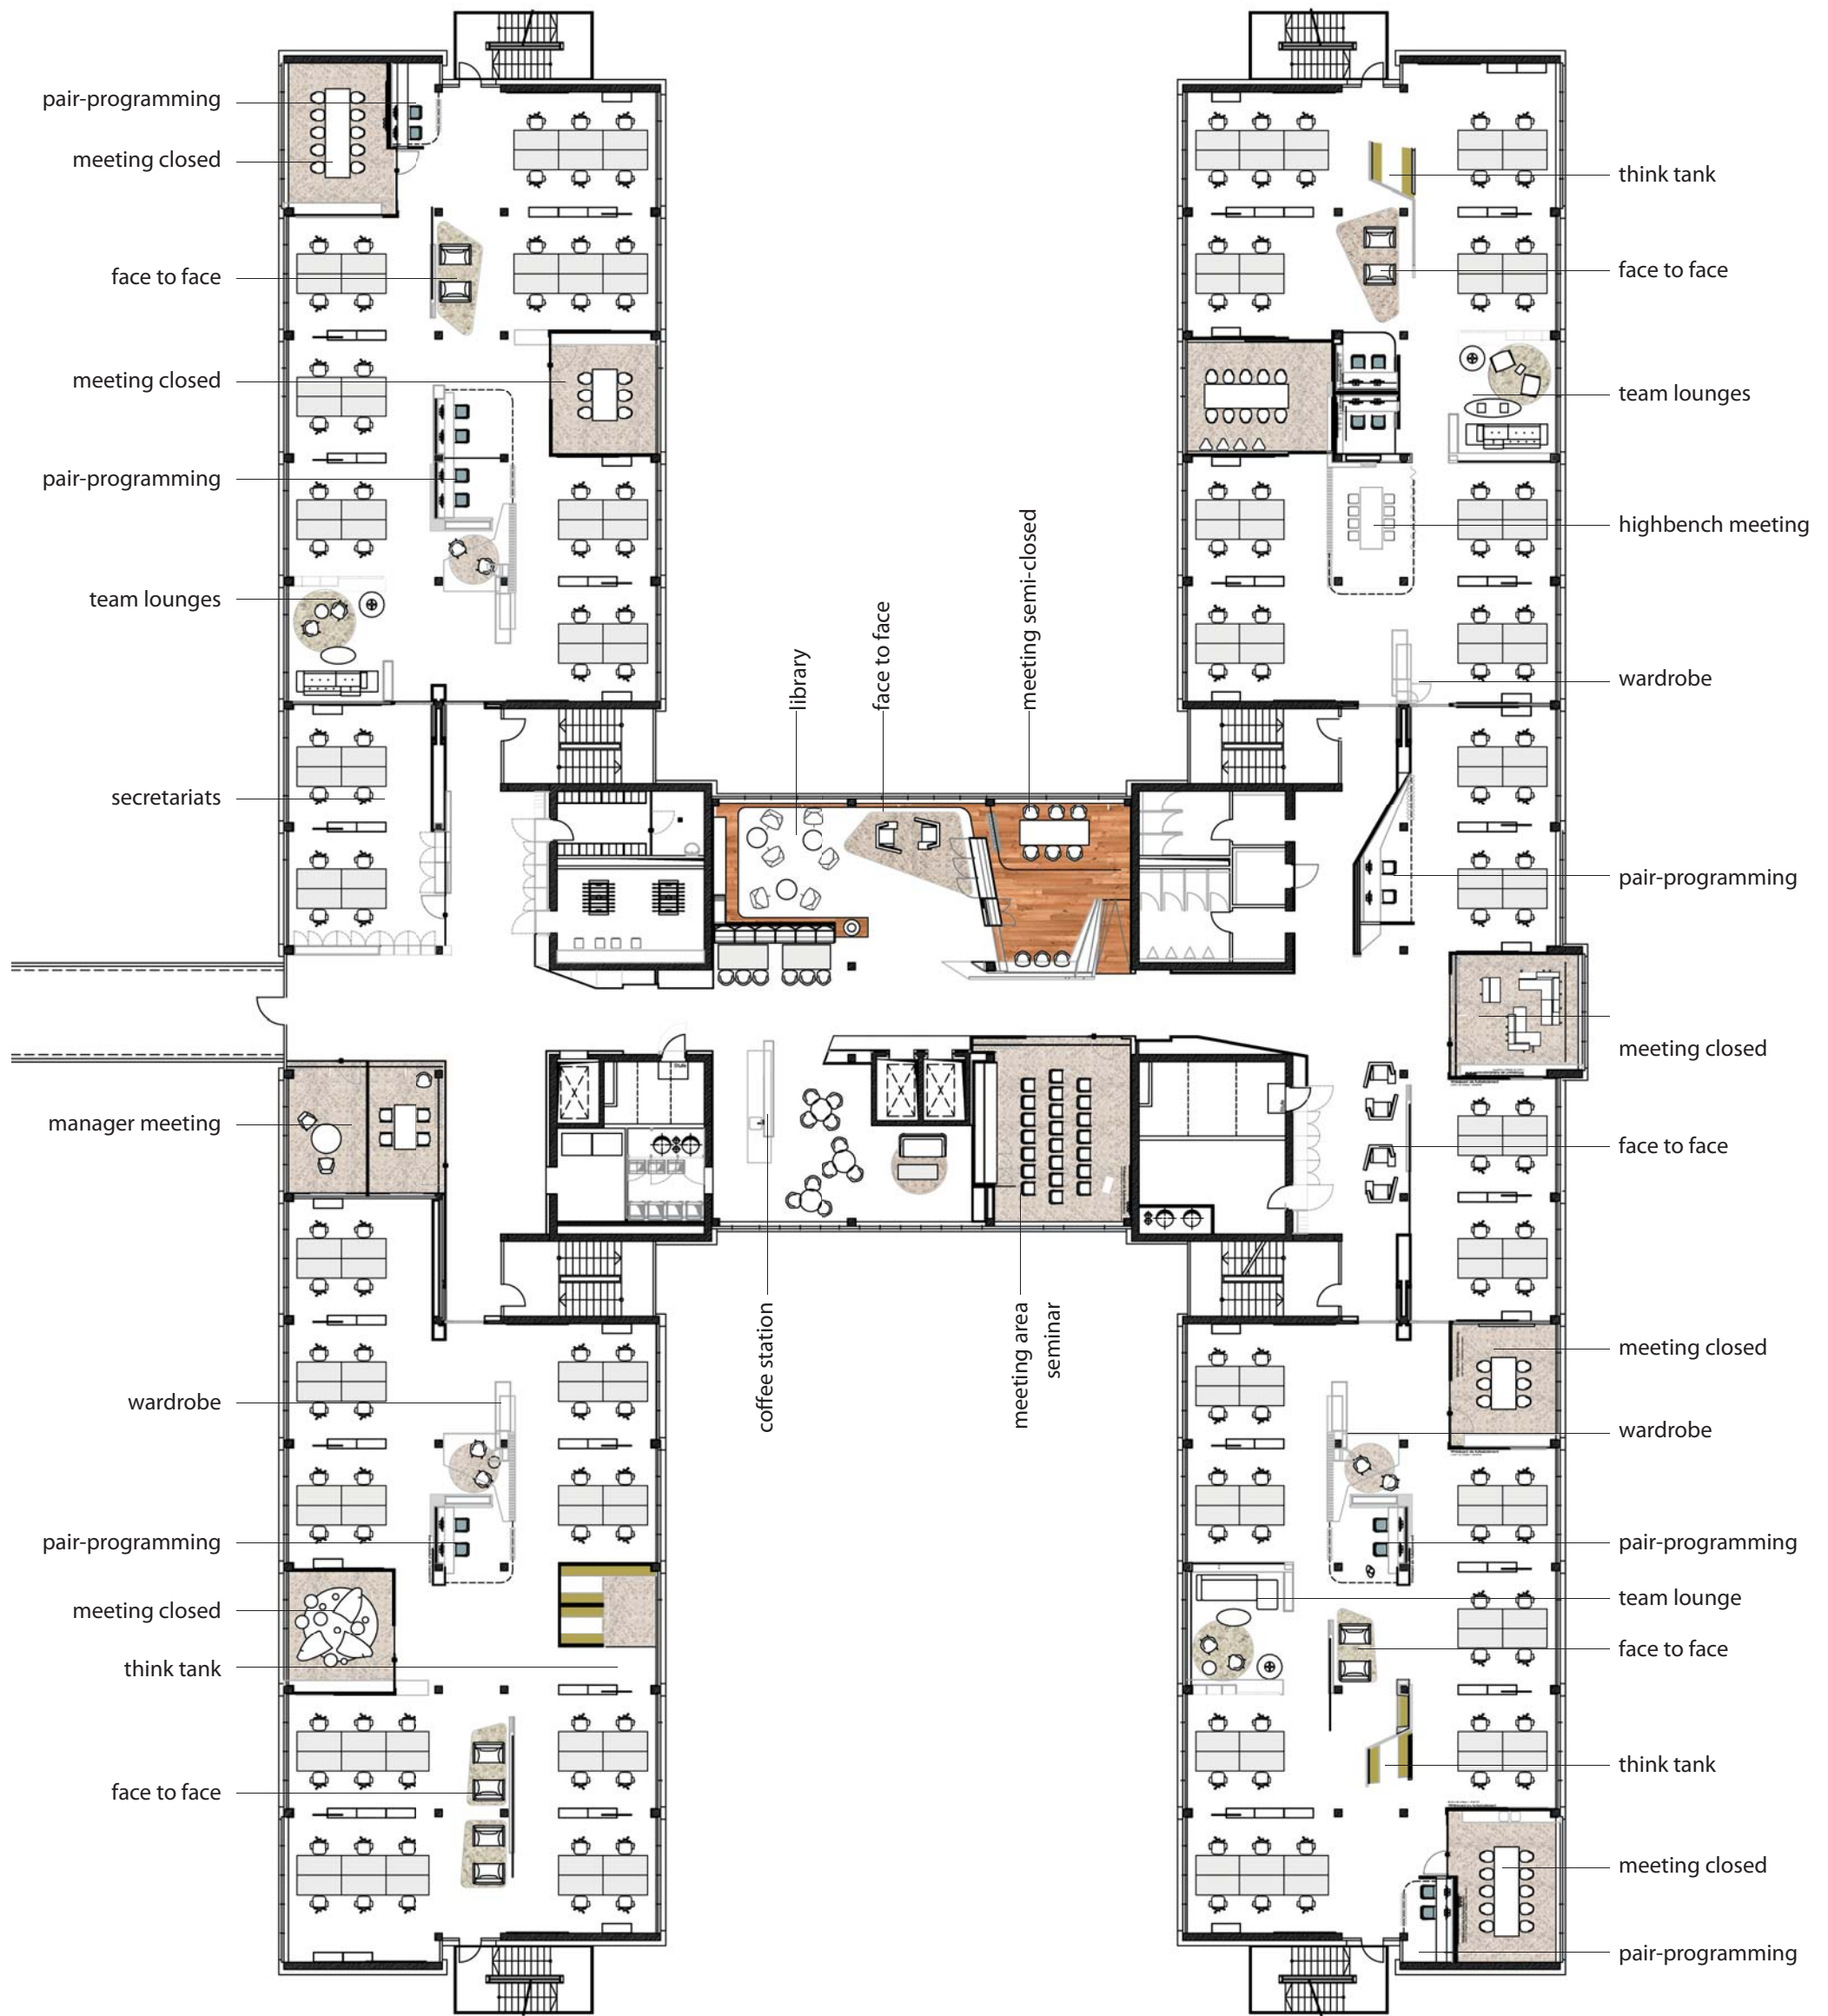 pair-programming
meeting closed
face to face
meeting closed
pair-programming
team lounges
secretariats
manager meeting
wardrobe
pair-programming
meeting closed
think tank
face to face
library
face to face
meeting semi-closed
coffee station
meeting area
seminar
think tank
face to face
team lounges
highbench meeting
wardrobe
pair-programming
meeting closed
face to face
meeting closed
wardrobe
pair-programming
team lounge
face to face
think tank
meeting closed
pair-programming